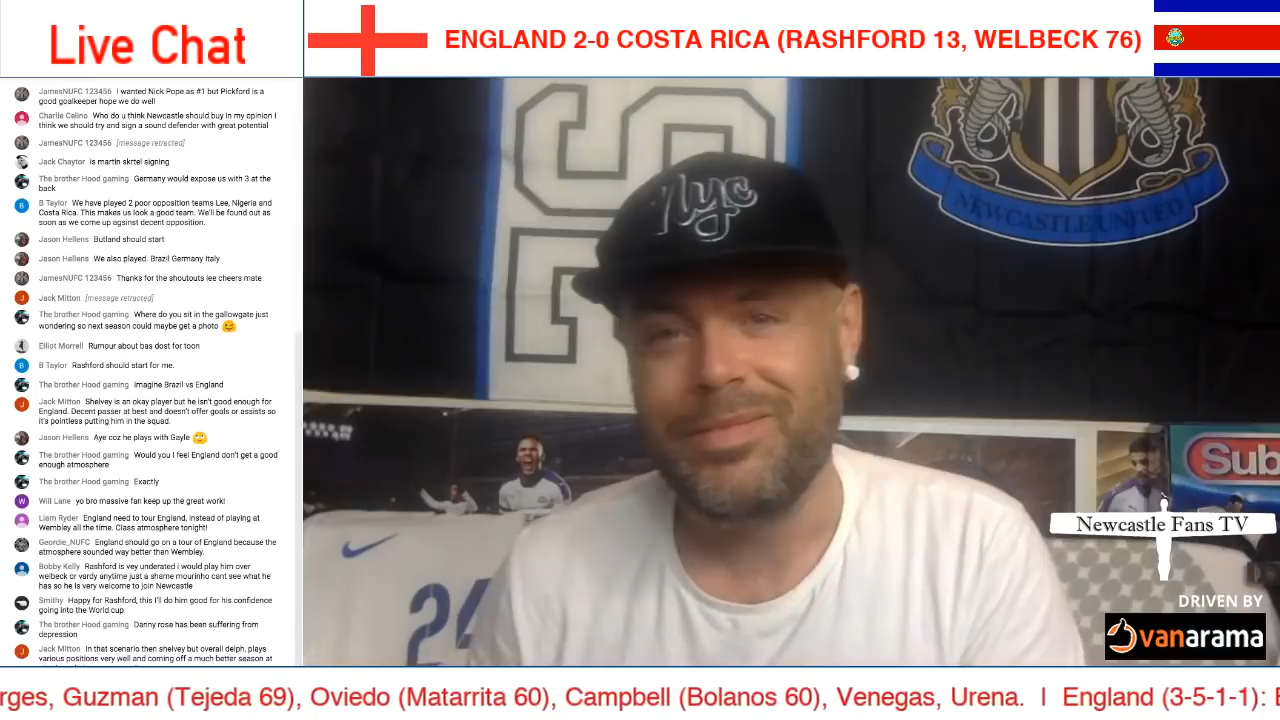 Live Chat
ENGLAND 2-0 COSTA RICA (RASHFORD 13, WELBECK 76)
JamesNUFC 123456 I wanted Nick Pope as #1 but Pickford is a
good goalkeeper hope we do well
Charlie Celino Who do u think Newcastle should buy in my opinion I
think we should try and sign a sound defender with great potential
JamesNUFC 123456 [message retracted]
Jack Chaytor is martin skrtel signing
The brother Hood gaming Germany would expose us with 3 at the
back
B
B Taylor We have played 2 poor opposition teams Lee, Nigeria and
Costa Rica. This makes us look a good team. We'll be found out as
soon as we come up against decent opposition.
Jason Hellens Butland should start
Jason Hellens We also played. Brazil Germany Italy
JamesNUFC 123456 Thanks for the shoutouts lee cheers mate
J
Jack Mitton [message retracted]
The brother Hood gaming Where do you sit in the gallowgate just
wondering so next season could maybe get a photo 😀
Elliot Morrell Rumour about bas dost for toon
B
B Taylor Rashford should start for me.
The brother Hood gaming Imagine Brazil vs England
J
Jack Mitton Shelvey is an okay player but he isn't good enough for
England. Decent passer at best and doesn't offer goals or assists so
it's pointless putting him in the squad.
Jason Hellens Aye coz he plays with Gayle 🙄
The brother Hood gaming Would you I feel England don't get a good
enough atmosphere
The brother Hood gaming Exactly
W
Will Lane yo bro massive fan keep up the great work!
Liam Ryder England need to tour England, instead of playing at
Wembley all the time. Class atmosphere tonight!
Geordie_NUFC England should go on a tour of England because the
atmosphere sounded way better than Wembley.
Bobby Kelly Rashford is vey underated i would play him over
welbeck or vardy anytime just a shame mourinho cant see what he
has so he is very welcome to join Newcastle
Smithy Happy for Rashford, this I'll do him good for his confidence
going into the World cup
The brother Hood gaming Danny rose has been suffering from
depression
J
Jack Mitton In that scenario then shelvey but overall delph, plays
various positions very well and coming off a much better season at
nyc
NEWCASTLE UNITED
24
Sub
Newcastle Fans TV
DRIVEN BY
vanarama
rges, Guzman (Tejeda 69), Oviedo (Matarrita 60), Campbell (Bolanos 60), Venegas, Urena. I England (3-5-1-1):